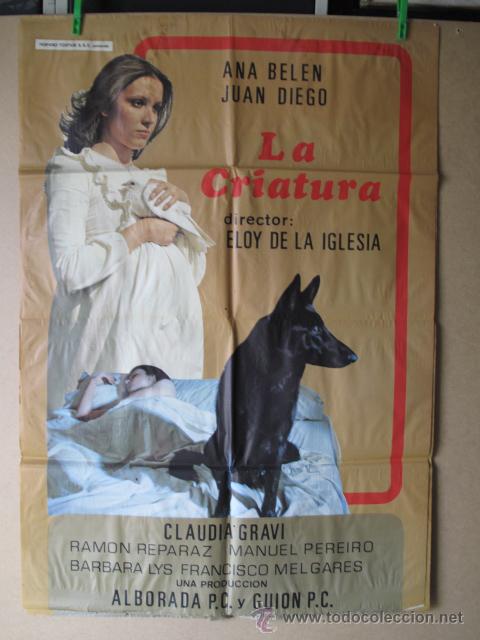 ANA BELEN
JUAN DIEGO
La
Criatura
director:
ELOY DE LA IGLESIA
CLAUDIA GRAVI
RAMON REPARAZ MANUEL PEREIRO
BARBARA LYS FRANCISCO MELGARES
UNA PRODUCCION
ALBORADA P.C. y GUION P.C.
todocoleccion.net